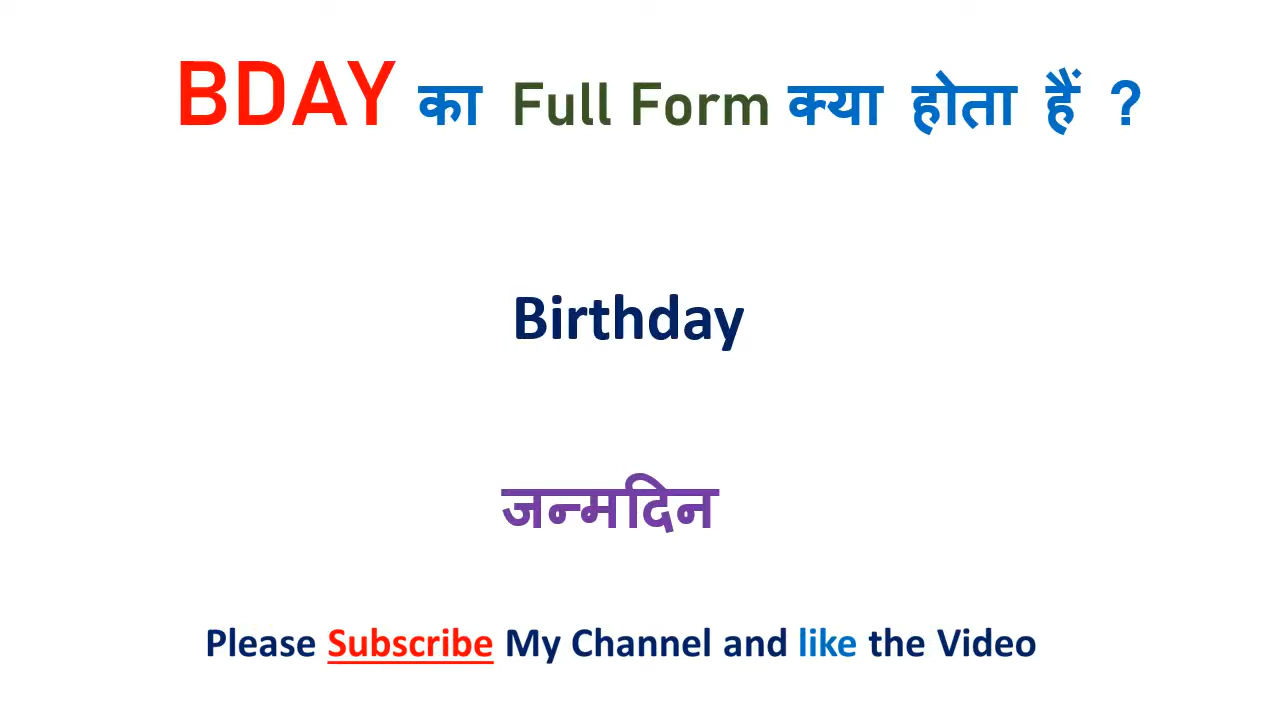 BDAY का Full Form क्या होता हैं ?
Birthday
जन्मदिन
Please Subscribe My Channel and like the Video